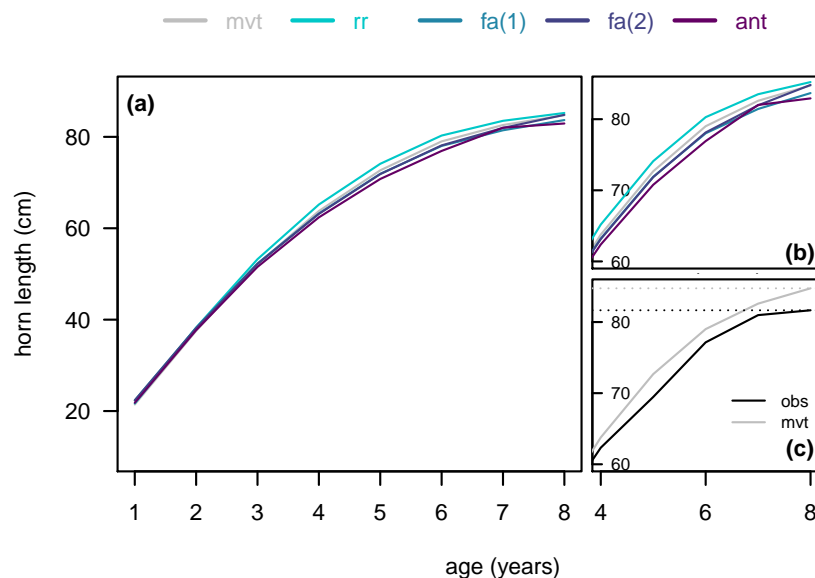 mvt rr fa(1) fa(2) ant
(a)
horn length (cm)
80
60
40
20
1 2 3 4 5 6 7 8
80
70
60
(b)
80
70
60
obs
mvt
(c)
4 6 8
age (years)